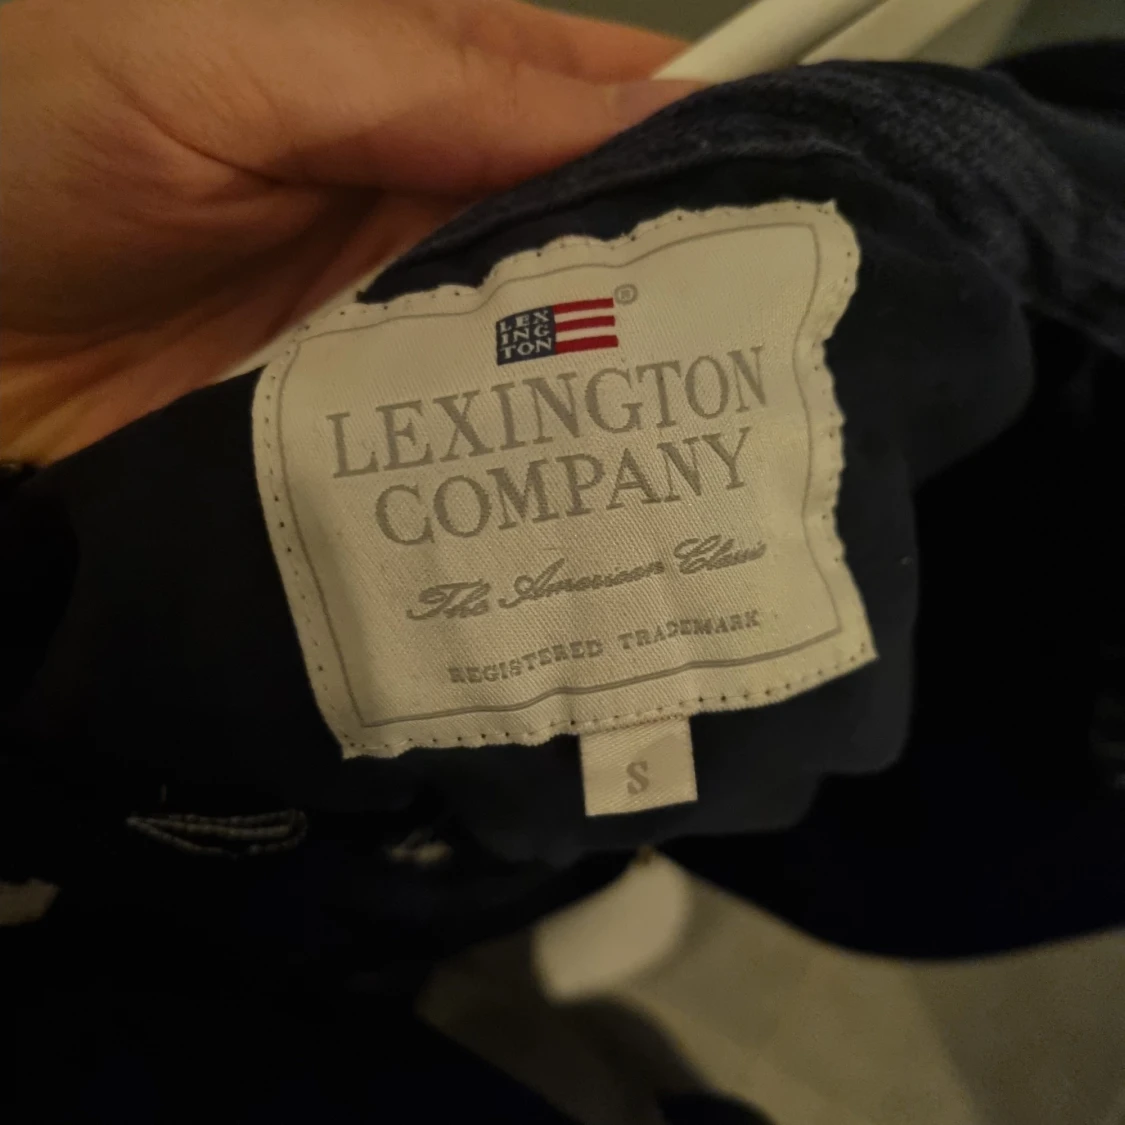 LEX
ING
TON
®
LEXINGTON
COMPANY
The American Classic
REGISTERED TRADEMARK
S